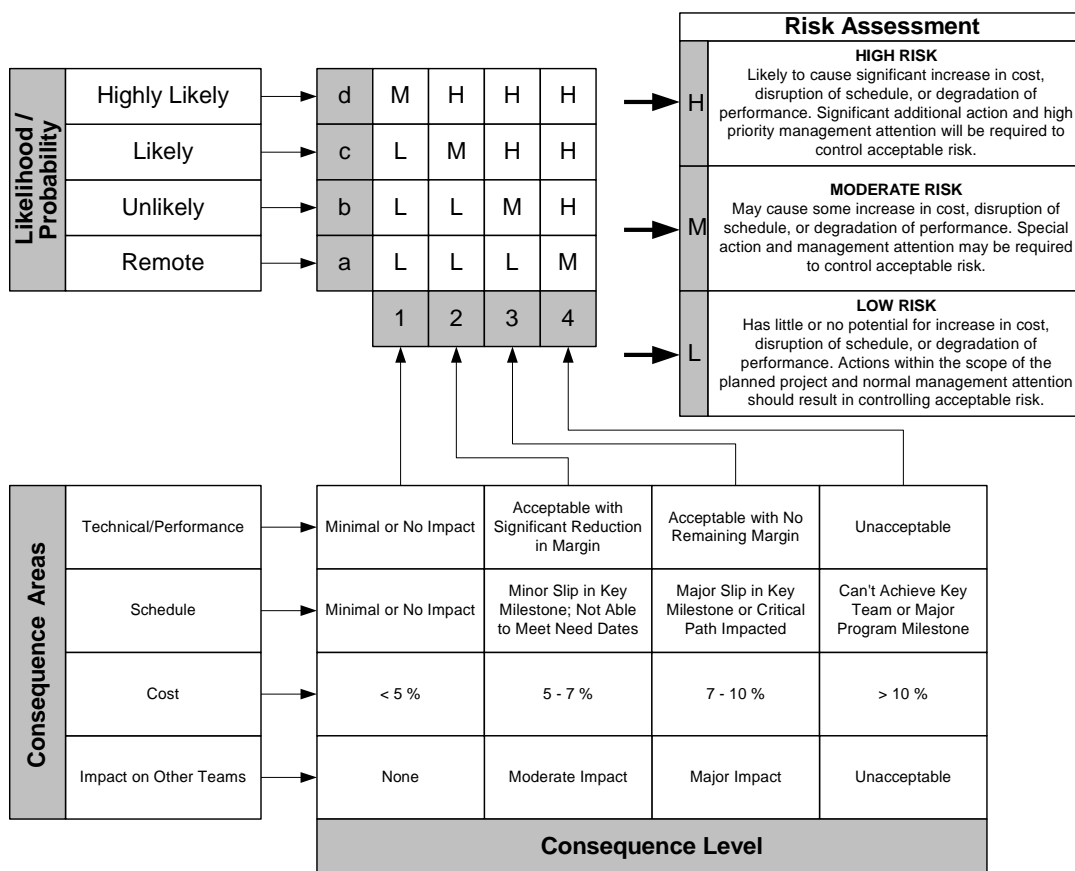 Risk Assessment
Likelihood /
Probability
Highly Likely
Likely
Unlikely
Remote
d M H H H
c L M H H
b L L M H
a L L L M
1 2 3 4
H
HIGH RISK
Likely to cause significant increase in cost,
disruption of schedule, or degradation of
performance. Significant additional action and high
priority management attention will be required to
control acceptable risk.
M
MODERATE RISK
May cause some increase in cost, disruption of
schedule, or degradation of performance. Special
action and management attention may be required
to control acceptable risk.
L
LOW RISK
Has little or no potential for increase in cost,
disruption of schedule, or degradation of
performance. Actions within the scope of the
planned project and normal management attention
should result in controlling acceptable risk.
Consequence Areas
Technical/Performance
Minimal or No Impact
Acceptable with
Significant Reduction
in Margin
Acceptable with No
Remaining Margin
Unacceptable
Schedule
Minimal or No Impact
Minor Slip in Key
Milestone; Not Able
to Meet Need Dates
Major Slip in Key
Milestone or Critical
Path Impacted
Can't Achieve Key
Team or Major
Program Milestone
Cost
< 5 %
5 - 7 %
7 - 10 %
> 10 %
Impact on Other Teams
None
Moderate Impact
Major Impact
Unacceptable
Consequence Level